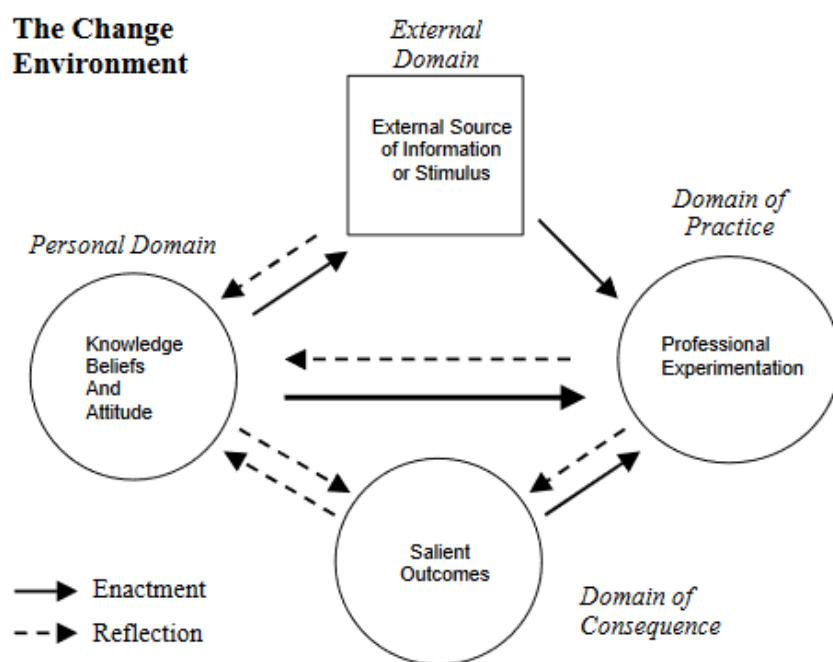 The Change
Environment
External
Domain
External Source
of Information
or Stimulus
Domain of
Practice
Personal Domain
Knowledge
Beliefs
And
Attitude
Professional
Experimentation
Salient
Outcomes
Enactment
Reflection
Domain of
Consequence